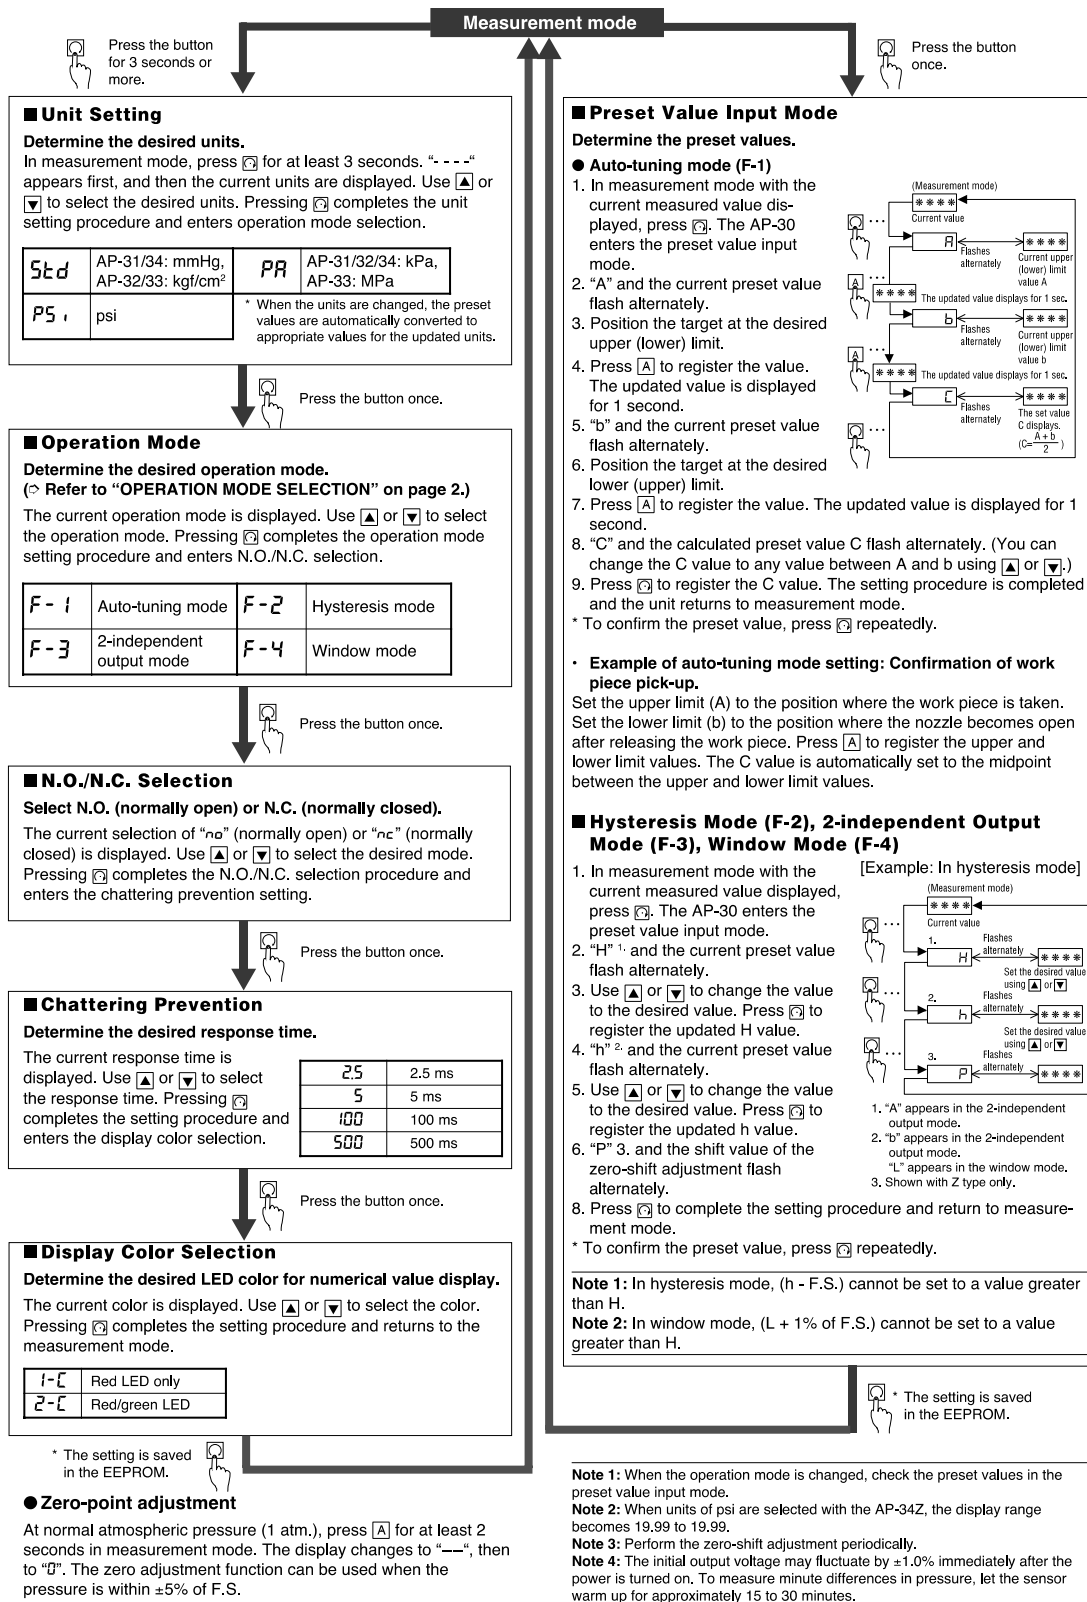 Measurement mode
Press the button
for 3 seconds or
more.
■Unit Setting
Determine the desired units.
In measurement mode, press for at least 3 seconds. “- - - -“
appears first, and then the current units are displayed. Use ▲ or
▼ to select the desired units. Pressing completes the unit
setting procedure and enters operation mode selection.
Std AP-31/34: mmHg,
AP-32/33: kgf/cm²
PA AP-31/32/34: kPa,
AP-33: MPa
PSi psi
* When the units are changed, the preset
values are automatically converted to
appropriate values for the updated units.
Press the button once.
■Operation Mode
Determine the desired operation mode.
(⇨ Refer to “OPERATION MODE SELECTION” on page 2.)
The current operation mode is displayed. Use ▲ or ▼ to select
the operation mode. Pressing completes the operation mode
setting procedure and enters N.O./N.C. selection.
F-1 Auto-tuning mode F-2 Hysteresis mode
F-3 2-independent
output mode
F-4 Window mode
Press the button once.
■N.O./N.C. Selection
Select N.O. (normally open) or N.C. (normally closed).
The current selection of “no” (normally open) or “nc” (normally
closed) is displayed. Use ▲ or ▼ to select the desired mode.
Pressing completes the N.O./N.C. selection procedure and
enters the chattering prevention setting.
Press the button once.
■Chattering Prevention
Determine the desired response time.
The current response time is
displayed. Use ▲ or ▼ to select
the response time. Pressing
completes the setting procedure and
enters the display color selection.
2.5 2.5 ms
5 5 ms
100 100 ms
500 500 ms
Press the button once.
■Display Color Selection
Determine the desired LED color for numerical value display.
The current color is displayed. Use ▲ or ▼ to select the color.
Pressing completes the setting procedure and returns to the
measurement mode.
1-C Red LED only
2-C Red/green LED
* The setting is saved
in the EEPROM.
●Zero-point adjustment
At normal atmospheric pressure (1 atm.), press A for at least 2
seconds in measurement mode. The display changes to “——”, then
to “0”. The zero adjustment function can be used when the
pressure is within ±5% of F.S.
Press the button
once.
■Preset Value Input Mode
Determine the preset values.
● Auto-tuning mode (F-1)
1. In measurement mode with the
current measured value dis-
played, press . The AP-30
enters the preset value input
mode.
2. “A” and the current preset value
flash alternately.
3. Position the target at the desired
upper (lower) limit.
4. Press A to register the value.
The updated value is displayed
for 1 second.
5. “b” and the current preset value
flash alternately.
6. Position the target at the desired
lower (upper) limit.
7. Press A to register the value. The updated value is displayed for 1
second.
8. “C” and the calculated preset value C flash alternately. (You can
change the C value to any value between A and b using ▲ or ▼.)
9. Press to register the C value. The setting procedure is completed
and the unit returns to measurement mode.
* To confirm the preset value, press repeatedly.
(Measurement mode)
****
Current value
A
Flashes
alternately
****
Current upper
(lower) limit
value A
A
****
The updated value displays for 1 sec.
b
Flashes
alternately
****
Current upper
(lower) limit
value b
A
****
The updated value displays for 1 sec.
C
Flashes
alternately
****
The set value
C displays.
(C=A + b
2 )
· Example of auto-tuning mode setting: Confirmation of work
piece pick-up.
Set the upper limit (A) to the position where the work piece is taken.
Set the lower limit (b) to the position where the nozzle becomes open
after releasing the work piece. Press A to register the upper and
lower limit values. The C value is automatically set to the midpoint
between the upper and lower limit values.
■Hysteresis Mode (F-2), 2-independent Output
Mode (F-3), Window Mode (F-4)
1. In measurement mode with the
current measured value displayed,
press . The AP-30 enters the
preset value input mode.
2. “H” 1. and the current preset value
flash alternately.
3. Use ▲ or ▼ to change the value
to the desired value. Press to
register the updated H value.
4. “h” 2. and the current preset value
flash alternately.
5. Use ▲ or ▼ to change the value
to the desired value. Press to
register the updated h value.
6. “P” 3. and the shift value of the
zero-shift adjustment flash
alternately.
8. Press to complete the setting procedure and return to measure-
ment mode.
* To confirm the preset value, press repeatedly.
[Example: In hysteresis mode]
(Measurement mode)
****
Current value
1.
H
Flashes
alternately
****
Set the desired value
using ▲ or ▼
2.
h
Flashes
alternately
****
Set the desired value
using ▲ or ▼
3.
P
Flashes
alternately
****
1. “A” appears in the 2-independent
output mode.
2. “b” appears in the 2-independent
output mode.
“L” appears in the window mode.
3. Shown with Z type only.
Note 1: In hysteresis mode, (h - F.S.) cannot be set to a value greater
than H.
Note 2: In window mode, (L + 1% of F.S.) cannot be set to a value
greater than H.
* The setting is saved
in the EEPROM.
Note 1: When the operation mode is changed, check the preset values in the
preset value input mode.
Note 2: When units of psi are selected with the AP-34Z, the display range
becomes 19.99 to 19.99.
Note 3: Perform the zero-shift adjustment periodically.
Note 4: The initial output voltage may fluctuate by ±1.0% immediately after the
power is turned on. To measure minute differences in pressure, let the sensor
warm up for approximately 15 to 30 minutes.